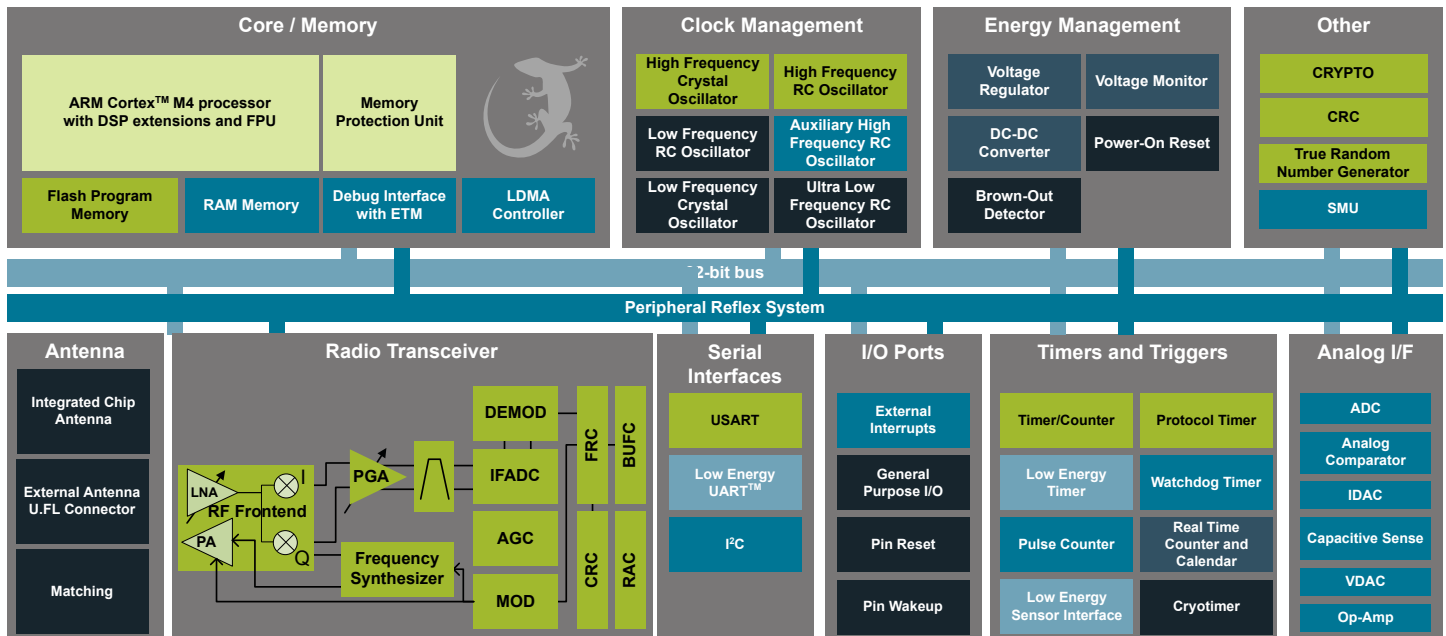 Core / Memory
ARM Cortex™ M4 processor
with DSP extensions and FPU
Memory
Protection Unit
Flash Program
Memory
RAM Memory
Debug Interface
with ETM
LDMA
Controller
Clock Management
High Frequency
Crystal
Oscillator
High Frequency
RC Oscillator
Low Frequency
RC Oscillator
Auxiliary High
Frequency RC
Oscillator
Low Frequency
Crystal
Oscillator
Ultra Low
Frequency RC
Oscillator
Energy Management
Voltage
Regulator
Voltage Monitor
DC-DC
Converter
Power-On Reset
Brown-Out
Detector
Other
CRYPTO
CRC
True Random
Number Generator
SMU
2-bit bus
Peripheral Reflex System
Antenna
Integrated Chip
Antenna
External Antenna
U.FL Connector
Matching
Radio Transceiver
LNA
RF Frontend
I
PA
Q
PGA
Frequency
Synthesizer
DEMOD
IFADC
AGC
MOD
FRC
BUFC
CRC
RAC
Serial
Interfaces
USART
Low Energy
UART™
I²C
I/O Ports
External
Interrupts
General
Purpose I/O
Pin Reset
Pin Wakeup
Timers and Triggers
Timer/Counter
Protocol Timer
Low Energy
Timer
Watchdog Timer
Pulse Counter
Real Time
Counter and
Calendar
Low Energy
Sensor Interface
Cryotimer
Analog I/F
ADC
Analog
Comparator
IDAC
Capacitive Sense
VDAC
Op-Amp